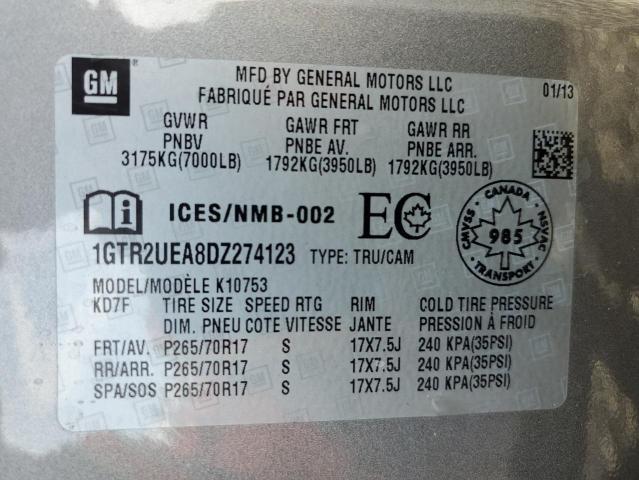 GM
MFD BY GENERAL MOTORS LLC
FABRIQUÉ PAR GENERAL MOTORS LLC
01/13
GVWR GAWR FRT GAWR RR
PNBV PNBE AV. PNBE ARR.
3175KG(7000LB) 1792KG(3950LB) 1792KG(3950LB)
ICES/NMB-002 EC
CANADA
CMVSS 985 NSVAC
TRANSPORT
1GTR2UEA8DZ274123 TYPE: TRU/CAM
MODEL/MODÈLE K10753
KD7F TIRE SIZE SPEED RTG RIM COLD TIRE PRESSURE
DIM. PNEU COTE VITESSE JANTE PRESSION À FROID
FRT/AV. P265/70R17 S 17X7.5J 240 KPA(35PSI)
RR/ARR. P265/70R17 S 17X7.5J 240 KPA(35PSI)
SPA/SOS P265/70R17 S 17X7.5J 240 KPA(35PSI)